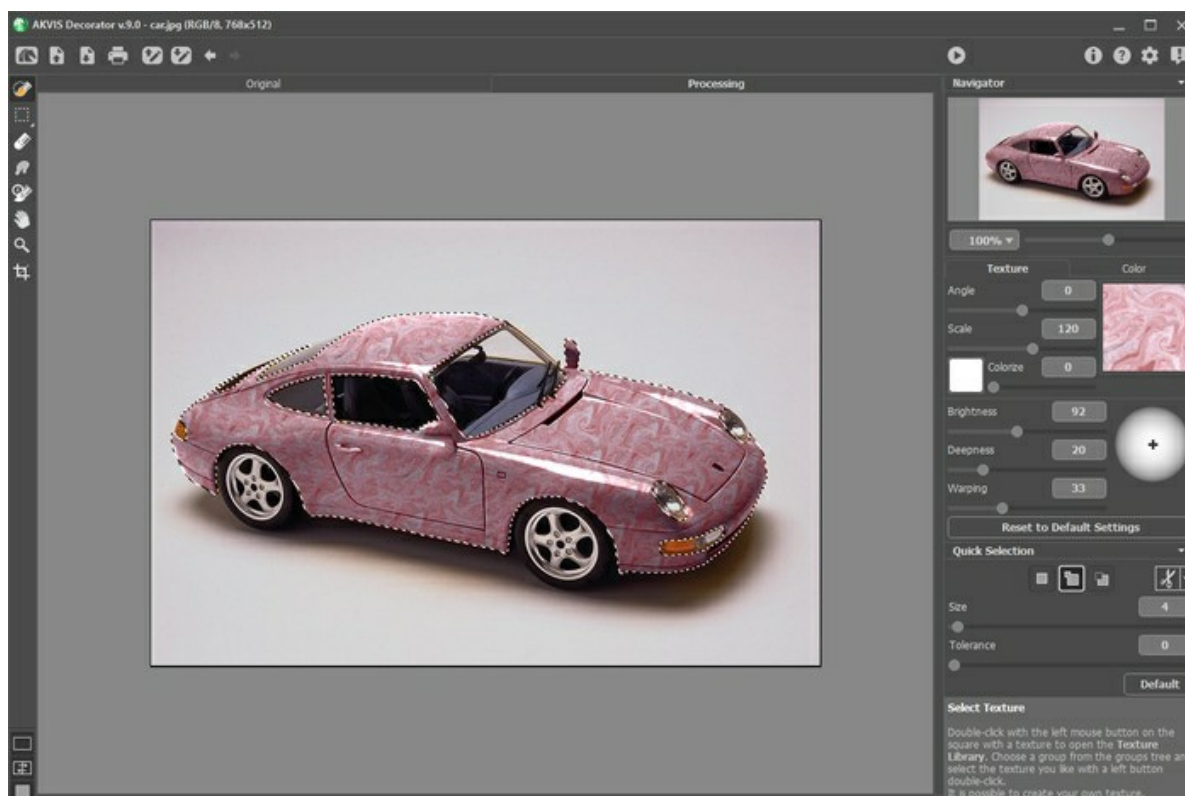 AKVIS Decorator v.9.0 - car.jpg (RGB/8, 768x512)
Original
Processing
Navigator
100%
Texture
Color
Angle
0
Scale
120
Colorize
0
Brightness
92
Deepness
20
Warping
33
Reset to Default Settings
Quick Selection
Size
4
Tolerance
0
Default
Select Texture
Double-click with the left mouse button on the
square with a texture to open the Texture
Library. Choose a group from the groups tree an
select the texture you like with a left button
double-click.
It is possible to create your own texture.